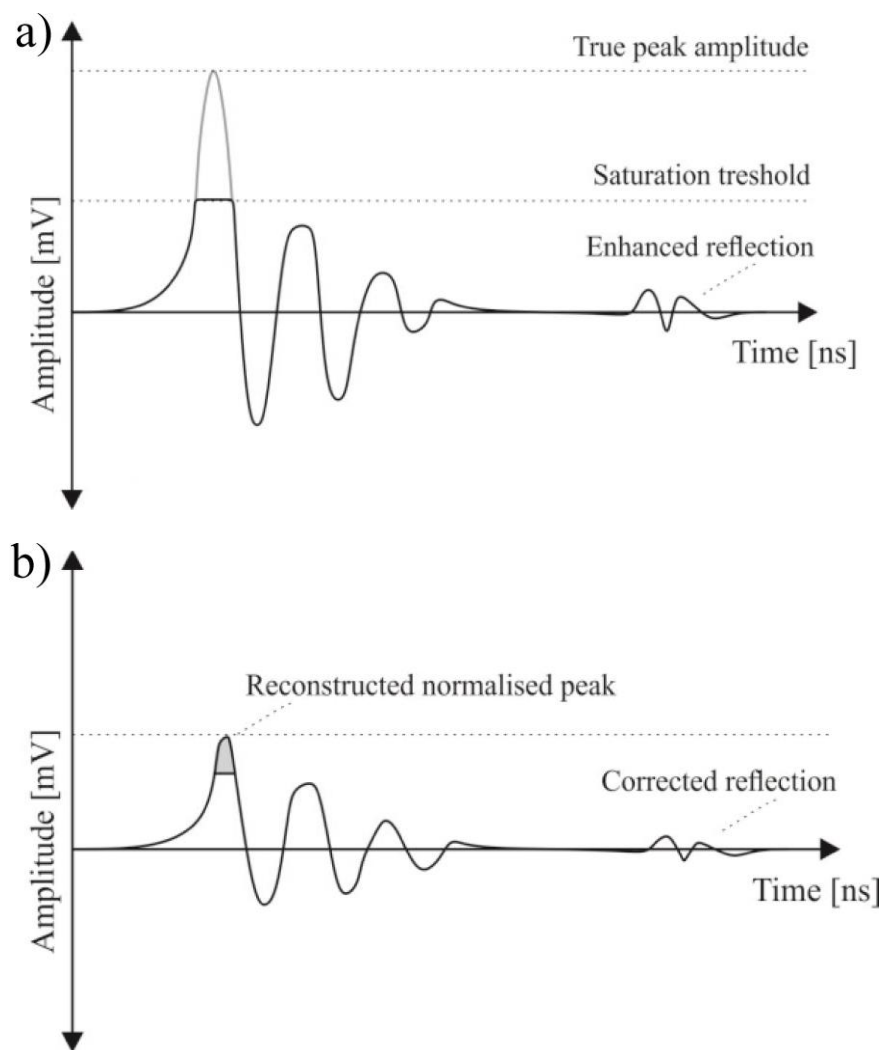 a)
True peak amplitude
Saturation treshold
Enhanced reflection
Amplitude [mV]
Time [ns]
b)
Reconstructed normalised peak
Corrected reflection
Amplitude [mV]
Time [ns]